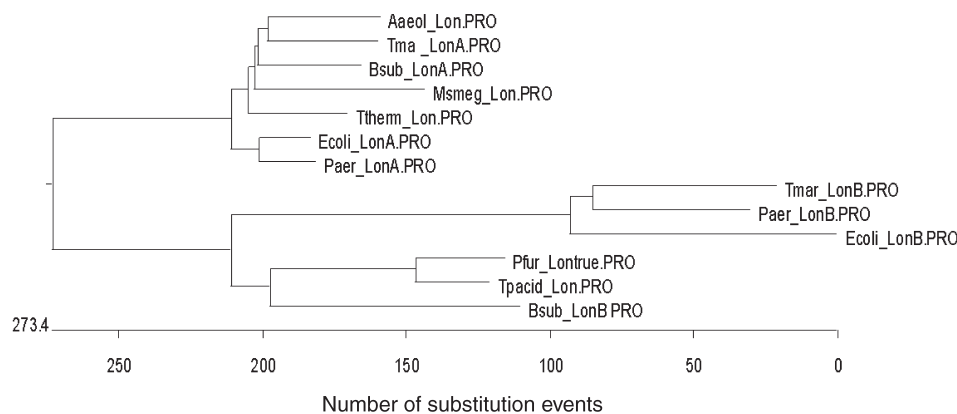 Aaeol_Lon.PRO
Tma _LonA.PRO
Bsub_LonA.PRO
Msmeg_Lon.PRO
Ttherm_Lon.PRO
Ecoli_LonA.PRO
Paer_LonA.PRO
Tmar_LonB.PRO
Paer_LonB.PRO
Ecoli_LonB.PRO
Pfur_Lontrue.PRO
Tpacid_Lon.PRO
Bsub_LonB PRO
273.4
250 200 150 100 50 0
Number of substitution events